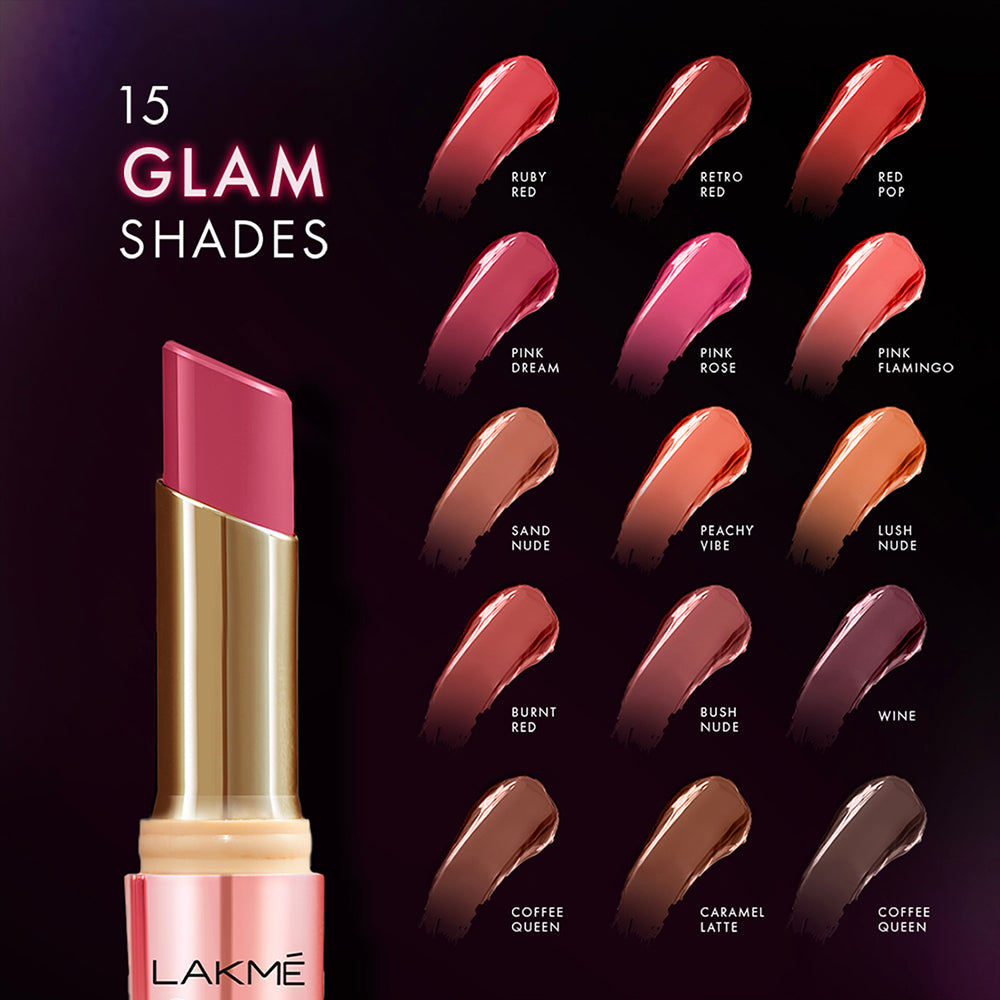 15
GLAM
SHADES
RUBY
RED
RETRO
RED
RED
POP
PINK
DREAM
PINK
ROSE
PINK
FLAMINGO
SAND
NUDE
PEACHY
VIBE
LUSH
NUDE
BURNT
RED
BUSH
NUDE
WINE
COFFEE
QUEEN
CARAMEL
LATTE
COFFEE
QUEEN
LAKMÉ